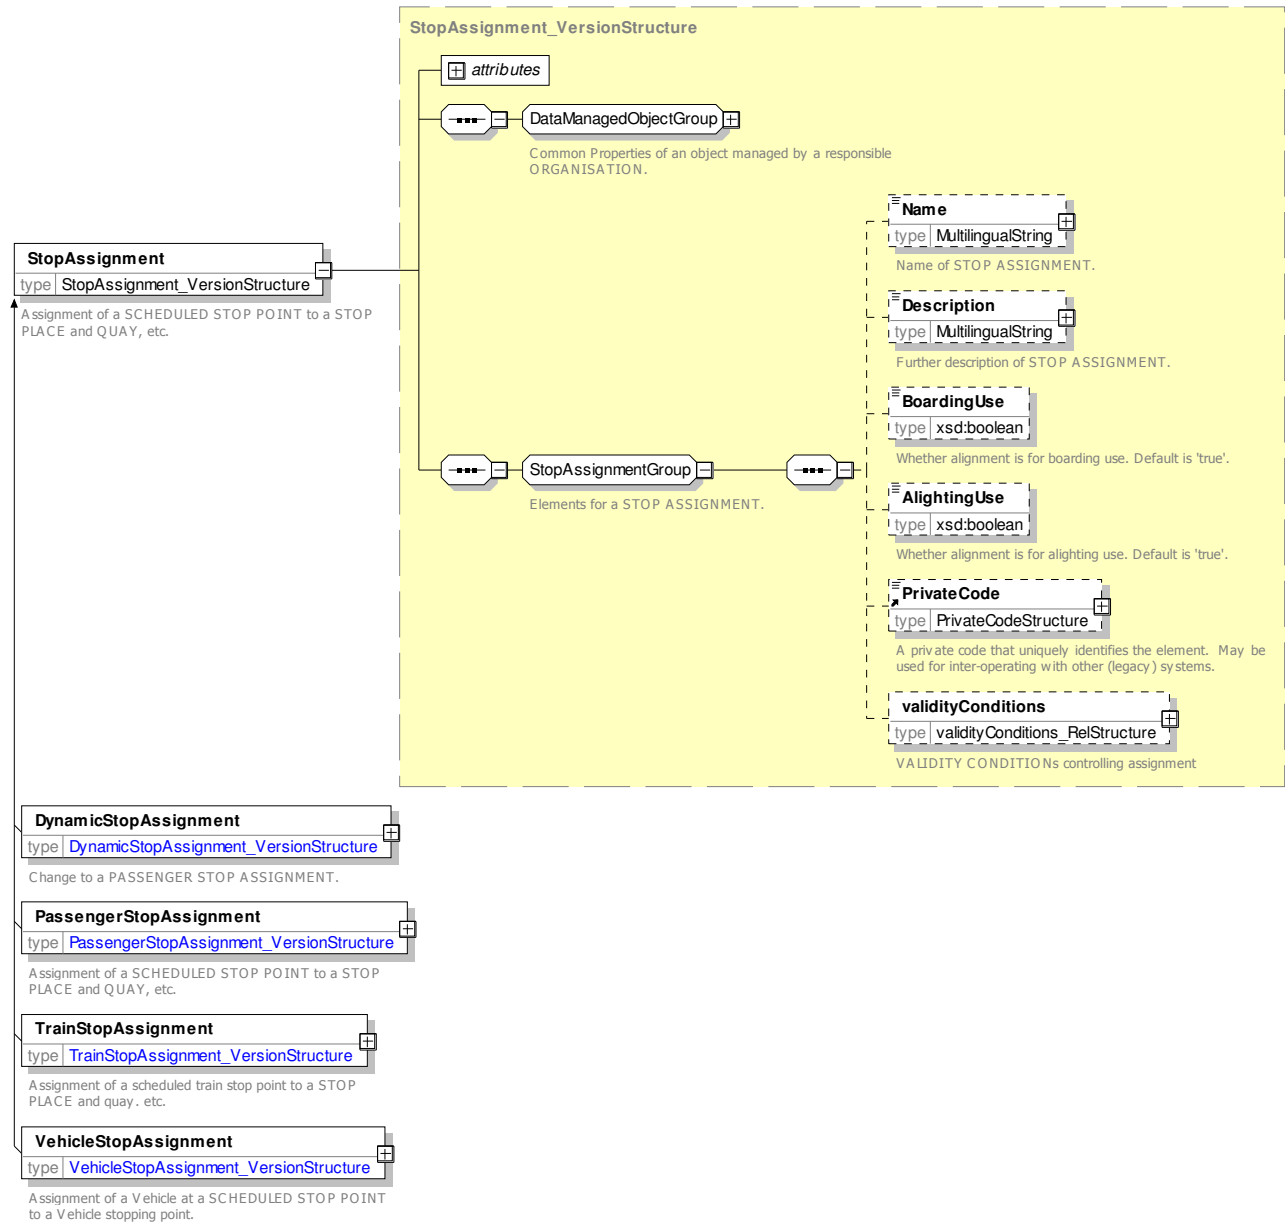 StopAssignment_VersionStructure
attributes
DataManagedObjectGroup
Common Properties of an object managed by a responsible
ORGANISATION.
Name
type MultilingualString
Name of STOP ASSIGNMENT.
StopAssignment
type StopAssignment_VersionStructure
Assignment of a SCHEDULED STOP POINT to a STOP
PLACE and QUAY, etc.
Description
type MultilingualString
Further description of STOP ASSIGNMENT.
BoardingUse
type xsd:boolean
Whether alignment is for boarding use. Default is 'true'.
StopAssignmentGroup
Elements for a STOP ASSIGNMENT.
AlightingUse
type xsd:boolean
Whether alignment is for alighting use. Default is 'true'.
PrivateCode
type PrivateCodeStructure
A private code that uniquely identifies the element. May be
used for inter-operating with other (legacy) systems.
validityConditions
type validityConditions_RelStructure
VALIDITY CONDITIONs controlling assignment
DynamicStopAssignment
type DynamicStopAssignment_VersionStructure
Change to a PASSENGER STOP ASSIGNMENT.
PassengerStopAssignment
type PassengerStopAssignment_VersionStructure
Assignment of a SCHEDULED STOP POINT to a STOP
PLACE and QUAY, etc.
TrainStopAssignment
type TrainStopAssignment_VersionStructure
Assignment of a scheduled train stop point to a STOP
PLACE and quay. etc.
VehicleStopAssignment
type VehicleStopAssignment_VersionStructure
Assignment of a Vehicle at a SCHEDULED STOP POINT
to a Vehicle stopping point.